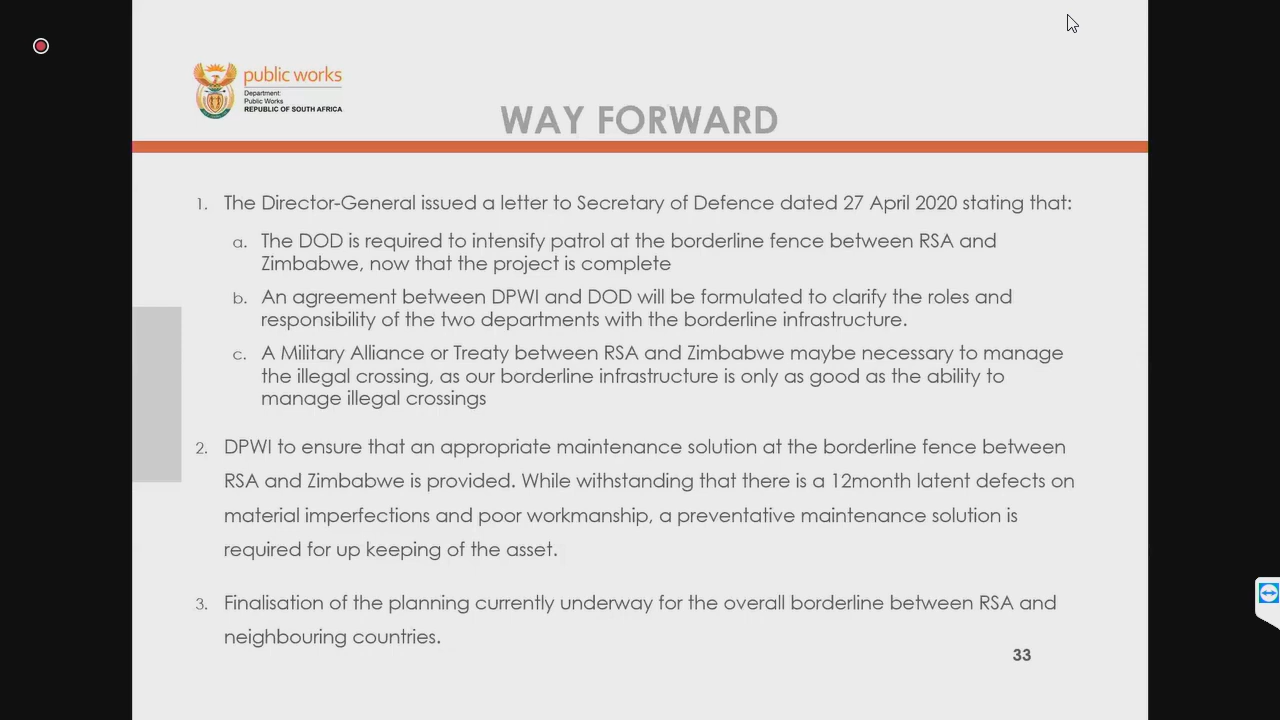 public works
Department:
Public Works
REPUBLIC OF SOUTH AFRICA
WAY FORWARD
1. The Director-General issued a letter to Secretary of Defence dated 27 April 2020 stating that:
a. The DOD is required to intensify patrol at the borderline fence between RSA and
Zimbabwe, now that the project is complete
b. An agreement between DPWI and DOD will be formulated to clarify the roles and
responsibility of the two departments with the borderline infrastructure.
c. A Military Alliance or Treaty between RSA and Zimbabwe maybe necessary to manage
the illegal crossing, as our borderline infrastructure is only as good as the ability to
manage illegal crossings
2. DPWI to ensure that an appropriate maintenance solution at the borderline fence between
RSA and Zimbabwe is provided. While withstanding that there is a 12month latent defects on
material imperfections and poor workmanship, a preventative maintenance solution is
required for up keeping of the asset.
3. Finalisation of the planning currently underway for the overall borderline between RSA and
neighbouring countries.
33